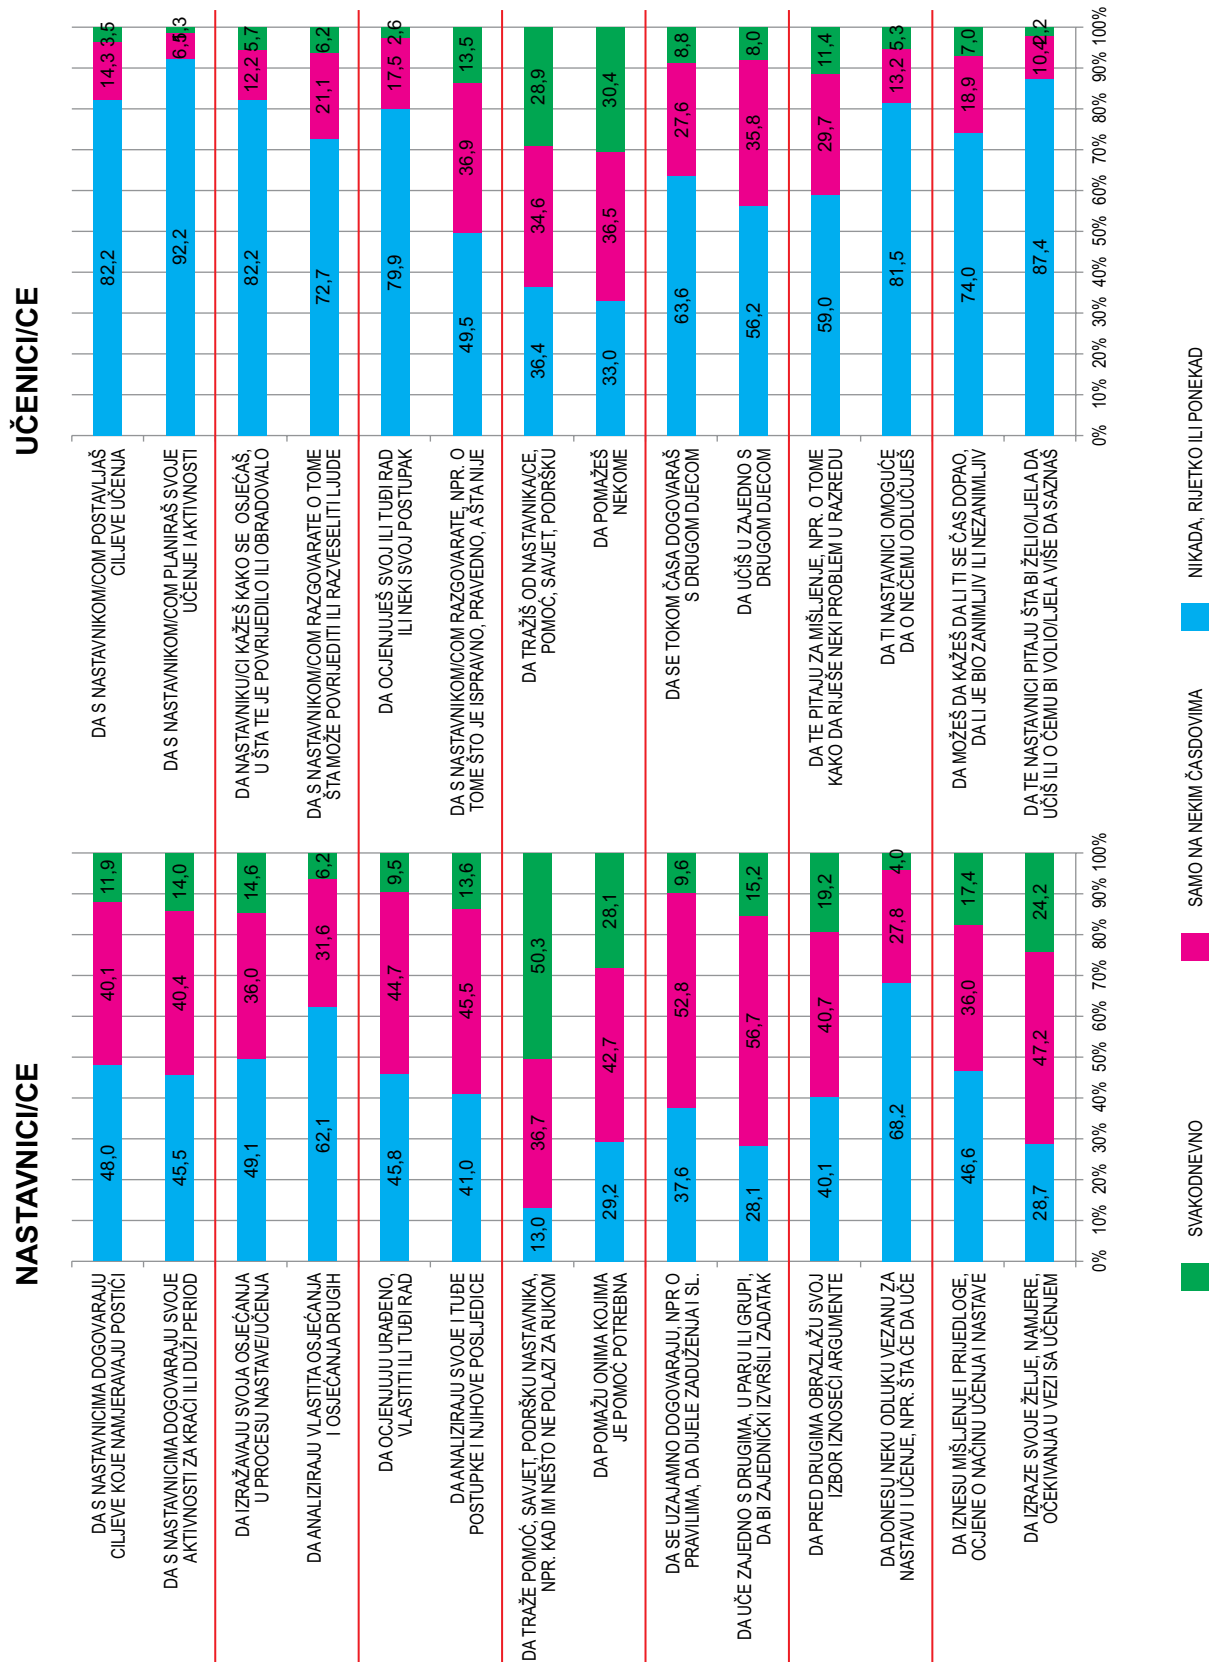 NASTAVNICI/CE
DA S NASTAVNICIMA DOGOVARAJU
CILJEVE KOJE NAMJERAVAJU POSTIĆI
48,0 40,1 11,9
DA S NASTAVNICIMA DOGOVARAJU SVOJE
AKTIVNOSTI ZA KRAĆI ILI DUŽI PERIOD
45,5 40,4 14,0
DA IZRAŽAVAJU SVOJA OSJEĆANJA
U PROCESU NASTAVE/UČENJA
49,1 36,0 14,6
DA ANALIZIRAJU VLASTITA OSJEĆANJA
I OSJEĆANJA DRUGIH
62,1 31,6 6,2
DA OCJENJUJU URAĐENO,
VLASTITI ILI TUĐI RAD
45,8 44,7 9,5
DA ANALIZIRAJU SVOJE I TUĐE
POSTUPKE I NJIHOVE POSLJEDICE
41,0 45,5 13,6
DA TRAŽE POMOĆ, SAVJET, PODRŠKU NASTAVNIKA,
NPR. KAD IM NESTO NE POLAZI ZA RUKOM
13,0 36,7 50,3
DA POMAŽU ONIMA KOJIMA
JE POMOĆ POTREBNA
29,2 42,7 28,1
DA SE UZAJAMNO DOGOVARAJU, NPR O
PRAVILIMA, DA DIJELE ZADUŽENJA I SL.
37,6 52,8 9,6
DA UČE ZAJEDNO S DRUGIMA, U PARU ILI GRUPI,
DA BI ZAJEDNIČKI IZVRŠILI ZADATAK
28,1 56,7 15,2
DA PRED DRUGIMA OBRAZLAŽU SVOJ
IZBOR IZNOSEĆI ARGUMENTE
40,1 40,7 19,2
DA DONESU NEKU ODLUKU VEZANU ZA
NASTAVU I UČENJE, NPR. ŠTA ĆE DA UČE
68,2 27,8 4,0
DA IZNESU MIŠLJENJE I PRIJEDLOGE,
OCJENE O NAČINU UČENJA I NASTAVE
46,6 36,0 17,4
DA IZRAZE SVOJE ŽELJE, NAMJERE,
OČEKIVANJA U VEZI SA UČENJEM
28,7 47,2 24,2
0% 10% 20% 30% 40% 50% 60% 70% 80% 90% 100%
UČENICI/CE
DA S NASTAVNIKOM/COM POSTAVLJAŠ
CILJEVE UČENJA
82,2 14,3 3,5
DA S NASTAVNIKOM/COM PLANIRAŠ SVOJE
UČENJE I AKTIVNOSTI
92,2 6,5 1,3
DA NASTAVNIKU/CI KAŽEŠ KAKO SE OSJEĆAŠ,
U ŠTA TE JE POVRIJEDILO ILI OBRADOVALO
82,2 12,2 5,7
DA S NASTAVNIKOM/COM RAZGOVARATE O TOME
ŠTA MOŽE POVRIJEDITI ILI RAZVESELITI LJUDE
72,7 21,1 6,2
DA OCJENJUJEŠ SVOJ ILI TUĐI RAD
ILI NEKI SVOJ POSTUPAK
79,9 17,5 2,6
DA S NASTAVNIKOM/COM RAZGOVARATE, NPR. O
TOME ŠTO JE ISPRAVNO, PRAVEDNO, A ŠTA NIJE
49,5 36,9 13,5
DA TRAŽIŠ OD NASTAVNIKA/CE,
POMOĆ, SAVJET, PODRŠKU
36,4 34,6 28,9
DA POMAŽEŠ
NEKOME
33,0 36,5 30,4
DA SE TOKOM ČASA DOGOVARAŠ
S DRUGOM DJECOM
63,6 27,6 8,8
DA UČIŠ U ZAJEDNO S
DRUGOM DJECOM
56,2 35,8 8,0
DA TE PITAJU ZA MIŠLJENJE, NPR. O TOME
KAKO DA RIJEŠE NEKI PROBLEM U RAZREDU
59,0 29,7 11,4
DA TI NASTAVNICI OMOGUĆE
DA O NEČEMU ODLUČUJEŠ
81,5 13,2 5,3
DA MOŽEŠ DA KAŽEŠ DA LI TI SE ČAS DOPAO,
DA LI JE BIO ZANIMLJIV ILI NEZANIMLJIV
74,0 18,9 7,0
DA TE NASTAVNICI PITAJU ŠTA BI ŽELIO/LJELA DA
UČIŠ ILI O ČEMU BI VOLIO/LJELA VIŠE DA SAZNAŠ
87,4 10,4 2,2
0% 10% 20% 30% 40% 50% 60% 70% 80% 90% 100%
SVAKODNEVNO
SAMO NA NEKIM ČASDOVIMA
NIKADA, RIJETKO ILI PONEKAD